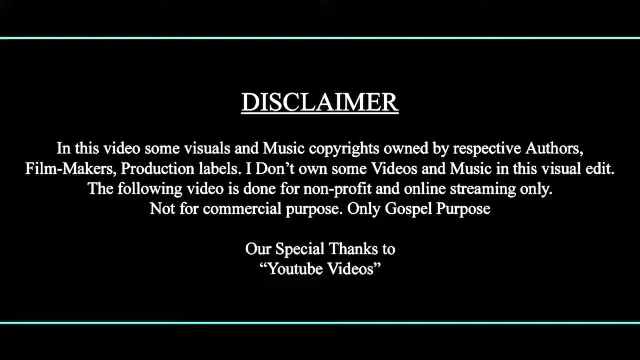 DISCLAIMER
In this video some visuals and Music copyrights owned by respective Authors,
Film-Makers, Production labels. I Don’t own some Videos and Music in this visual edit.
The following video is done for non-profit and online streaming only.
Not for commercial purpose. Only Gospel Purpose
Our Special Thanks to
“Youtube Videos”